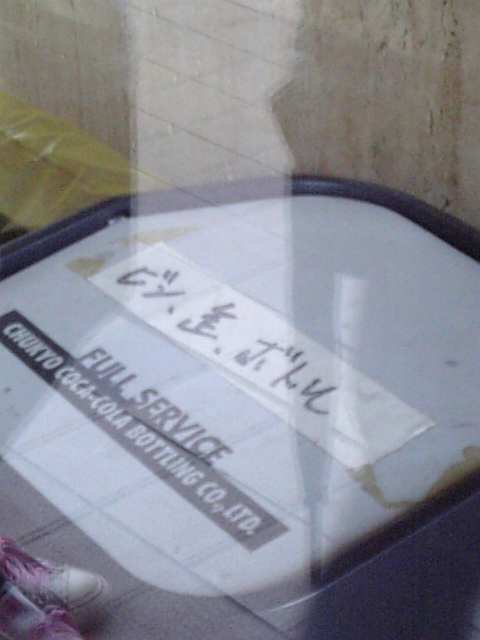 ビン、缶、ボトル
FULL SERVICE
CHUKYO COCA-COLA BOTTLING CO.,LTD.